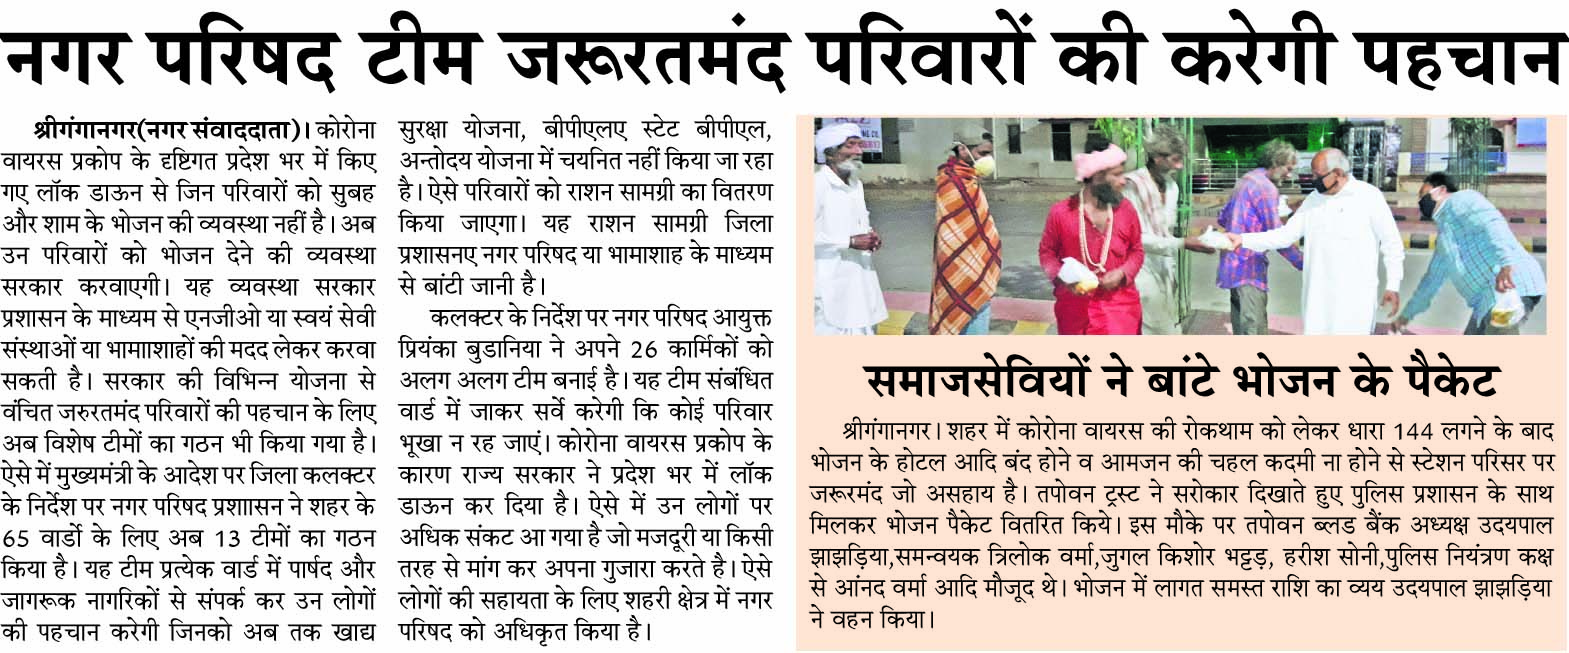 नगर परिषद टीम जरूरतमंद परिवारों की करेगी पहचान
श्रीगंगानगर(नगर संवाददाता)। कोरोना
वायरस प्रकोप के दृष्टिगत प्रदेश भर में किए
गए लॉक डाऊन से जिन परिवारों को सुबह
और शाम के भोजन की व्यवस्था नहीं है। अब
उन परिवारों को भोजन देने की व्यवस्था
सरकार करवाएगी। यह व्यवस्था सरकार
प्रशासन के माध्यम से एनजीओ या स्वयं सेवी
संस्थाओं या भामााशाहों की मदद लेकर करवा
सकती है। सरकार की विभिन्न योजना से
वंचित जरुरतमंद परिवारों की पहचान के लिए
अब विशेष टीमों का गठन भी किया गया है।
ऐसे में मुख्यमंत्री के आदेश पर जिला कलक्टर
के निर्देश पर नगर परिषद प्रशाासन ने शहर के
65 वार्डो के लिए अब 13 टीमों का गठन
किया है। यह टीम प्रत्येक वार्ड में पार्षद और
जागरूक नागरिकों से संपर्क कर उन लोगों
की पहचान करेगी जिनको अब तक खाद्य
सुरक्षा योजना, बीपीएलए स्टेट बीपीएल,
अन्तोदय योजना में चयनित नहीं किया जा रहा
है। ऐसे परिवारों को राशन सामग्री का वितरण
किया जाएगा। यह राशन सामग्री जिला
प्रशासनए नगर परिषद या भामाशाह के माध्यम
से बांटी जानी है।
कलक्टर के निर्देश पर नगर परिषद आयुक्त
प्रियंका बुडानिया ने अपने 26 कार्मिकों को
अलग अलग टीम बनाई है। यह टीम संबंधित
वार्ड में जाकर सर्वे करेगी कि कोई परिवार
भूखा न रह जाएं। कोरोना वायरस प्रकोप के
कारण राज्य सरकार ने प्रदेश भर में लॉक
डाऊन कर दिया है। ऐसे में उन लोगों पर
अधिक संकट आ गया है जो मजदूरी या किसी
तरह से मांग कर अपना गुजारा करते है। ऐसे
लोगों की सहायता के लिए शहरी क्षेत्र में नगर
परिषद को अधिकृत किया है।
समाजसेवियों ने बांटे भोजन के पैकेट
श्रीगंगानगर। शहर में कोरोना वायरस की रोकथाम को लेकर धारा 144 लगने के बाद
भोजन के होटल आदि बंद होने व आमजन की चहल कदमी ना होने से स्टेशन परिसर पर
जरूरमंद जो असहाय है। तपोवन ट्रस्ट ने सरोकार दिखाते हुए पुलिस प्रशासन के साथ
मिलकर भोजन पैकेट वितरित किये। इस मौके पर तपोवन ब्लड बैंक अध्यक्ष उदयपाल
झाझड़िया,समन्वयक त्रिलोक वर्मा,जुगल किशोर भट्टड़, हरीश सोनी,पुलिस नियंत्रण कक्ष
से आंनद वर्मा आदि मौजूद थे। भोजन में लागत समस्त राशि का व्यय उदयपाल झाझड़िया
ने वहन किया।